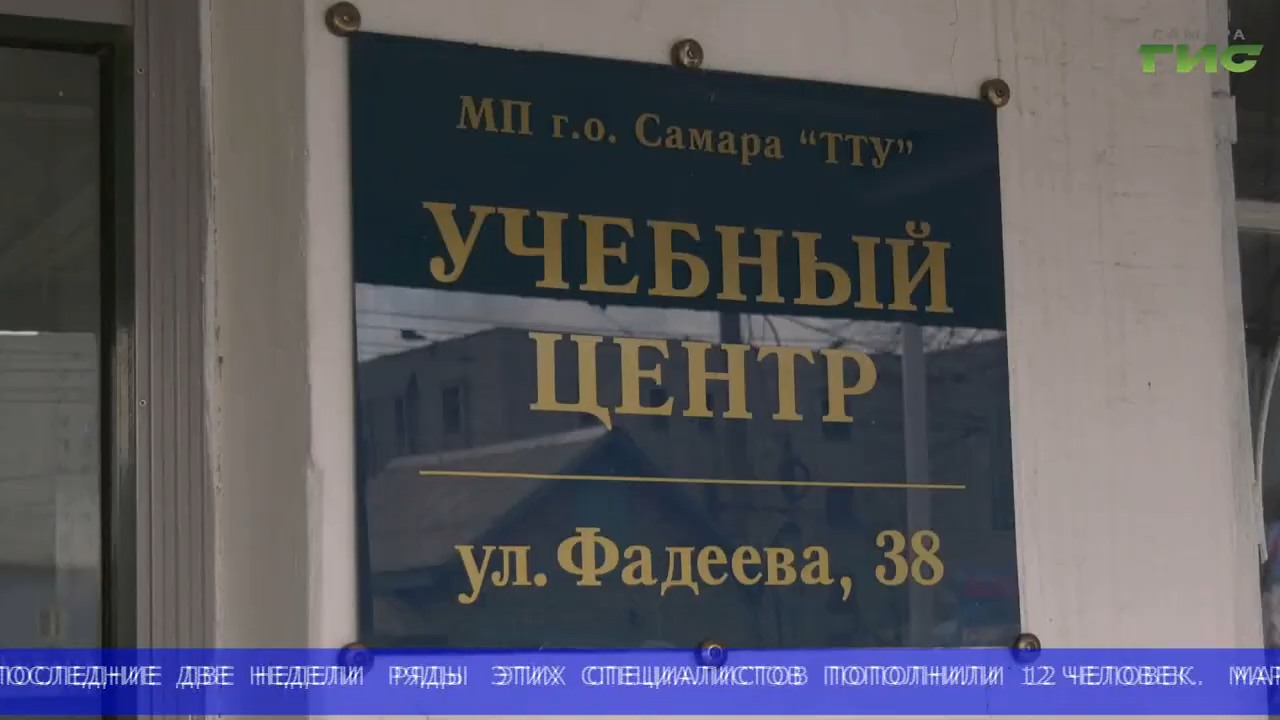 САМАРА
ГИС
МП г.о. Самара “ТТУ”
УЧЕБНЫЙ
ЦЕНТР
ул. Фадеева, 38
ПОСЛЕДНИЕ ДВЕ НЕДЕЛИ РЯДЫ ЭТИХ СПЕЦИАЛИСТОВ ПОПОЛНИЛИ 12 ЧЕЛОВЕК.